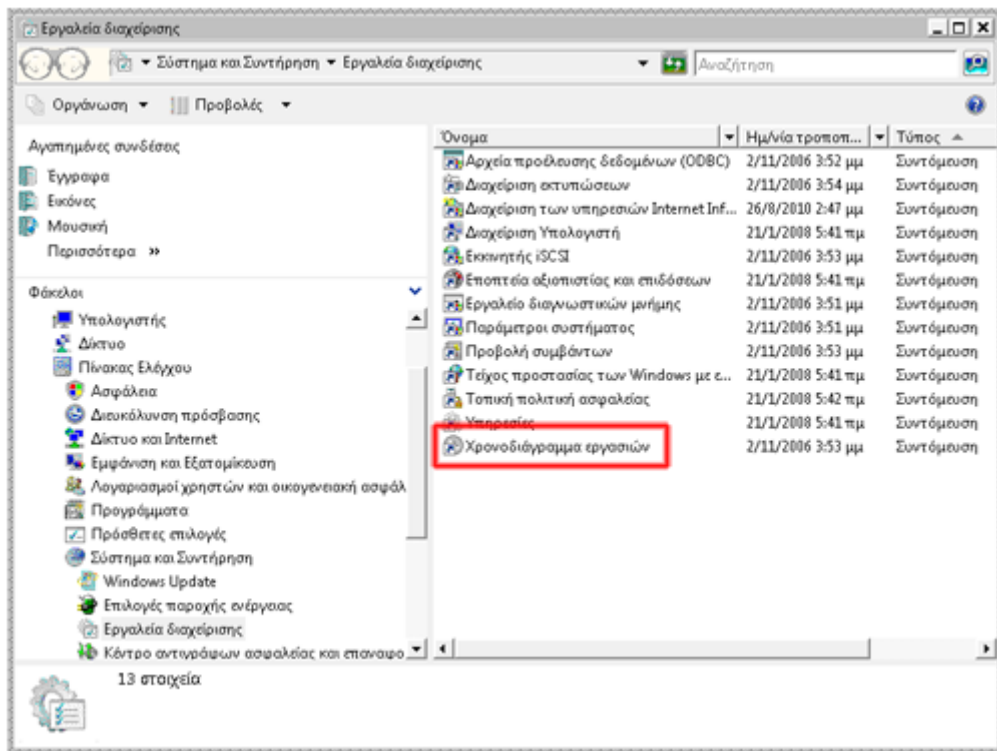 Εργαλεία διαχείρισης
Σύστημα και Συντήρηση Εργαλεία διαχείρισης
Αναζήτηση
Οργάνωση Προβολές
Αγαπημένες συνδέσεις
Έγγραφα
Εικόνες
Μουσική
Περισσότερα »
Φάκελοι
Υπολογιστής
Δίκτυο
Πίνακας Ελέγχου
Ασφάλεια
Διευκόλυνση πρόσβασης
Δίκτυο και Internet
Εμφάνιση και Εξατομίκευση
Λογαριασμοί χρηστών και οικογενειακή ασφάλ
Προγράμματα
Πρόσθετες επιλογές
Σύστημα και Συντήρηση
Windows Update
Επιλογές παροχής ενέργειας
Εργαλεία διαχείρισης
Κέντρο αντιγράφων ασφαλείας και επαναφο
Όνομα Ημ/νία τροποπ... Τύπος
Αρχεία προέλευσης δεδομένων (ODBC) 2/11/2006 3:52 μμ Συντόμευση
Διαχείριση εκτυπώσεων 2/11/2006 3:54 μμ Συντόμευση
Διαχείριση των υπηρεσιών Internet Inf... 26/8/2010 2:47 μμ Συντόμευση
Διαχείριση Υπολογιστή 21/1/2008 5:41 πμ Συντόμευση
Εκκινητής iSCSI 2/11/2006 3:53 μμ Συντόμευση
Εποπτεία αξιοπιστίας και επιδόσεων 21/1/2008 5:41 πμ Συντόμευση
Εργαλείο διαγνωστικών μνήμης 2/11/2006 3:51 μμ Συντόμευση
Παράμετροι συστήματος 2/11/2006 3:51 μμ Συντόμευση
Προβολή συμβάντων 2/11/2006 3:53 μμ Συντόμευση
Τείχος προστασίας των Windows με ε... 21/1/2008 5:41 πμ Συντόμευση
Τοπική πολιτική ασφαλείας 21/1/2008 5:42 πμ Συντόμευση
Υπηρεσίες 21/1/2008 5:41 πμ Συντόμευση
Χρονοδιάγραμμα εργασιών 2/11/2006 3:53 μμ Συντόμευση
13 στοιχεία